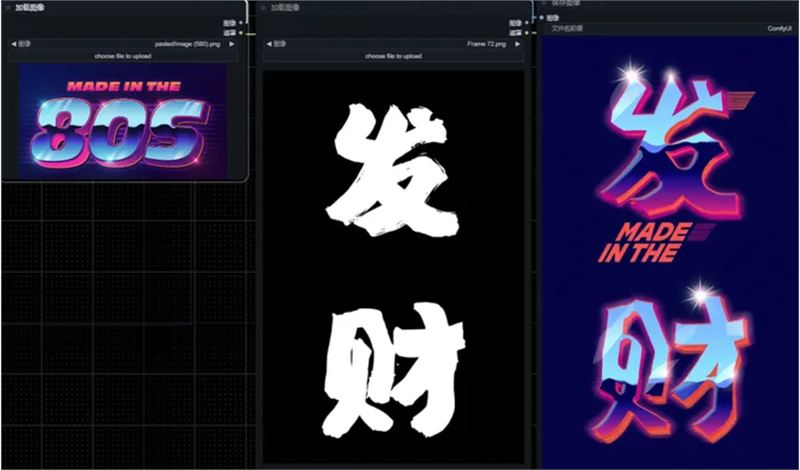 加载图像
图像
遮罩
◀ 图像 pasted/image (580).png ▶
choose file to upload
MADE IN THE
80S
加载图像
图像
遮罩
◀ 图像 Frame 72.png ▶
choose file to upload
发
财
保存图像
图像
文件名前缀 ComfyUI
发
MADE
IN THE
财